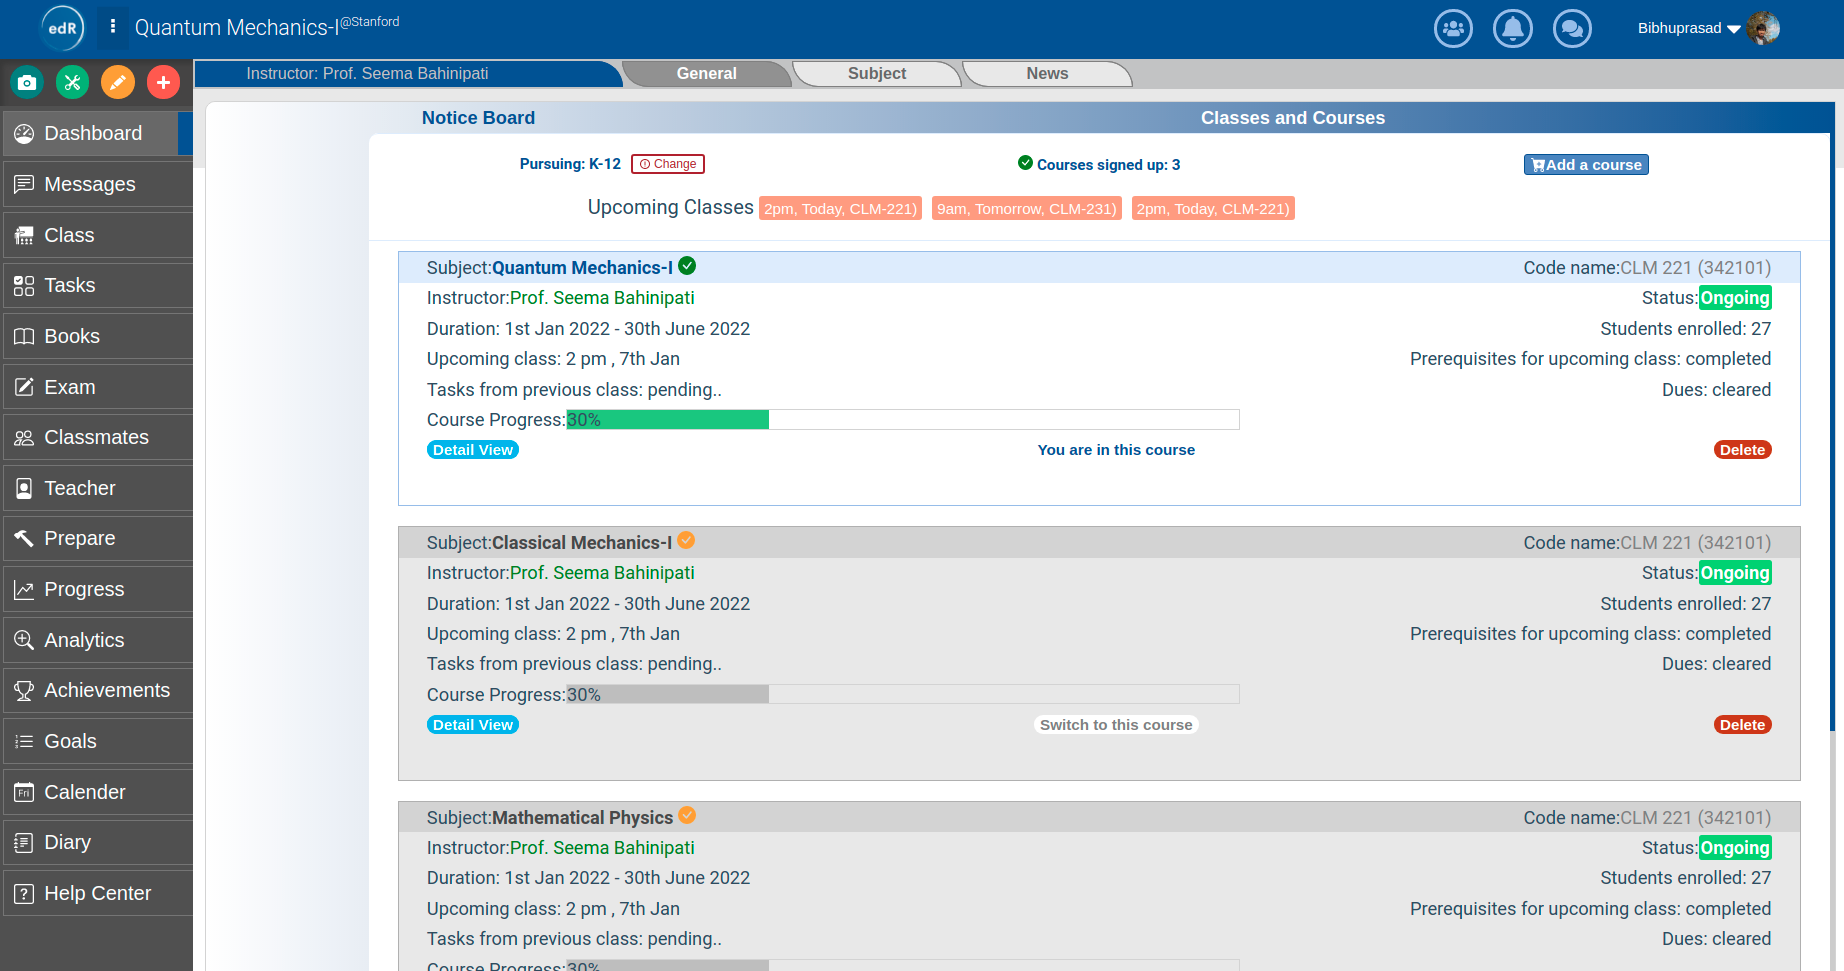 edR
Quantum Mechanics-I@Stanford
Bibhuprasad
Instructor: Prof. Seema Bahinipati
General
Subject
News
Dashboard
Messages
Class
Tasks
Books
Exam
Classmates
Teacher
Prepare
Progress
Analytics
Achievements
Goals
Fri
Calender
Diary
Help Center
Notice Board
Classes and Courses
Pursuing: K-12
Change
Courses signed up: 3
Add a course
Upcoming Classes 2pm, Today, CLM-221) 9am, Tomorrow, CLM-231) 2pm, Today, CLM-221)
Subject:Quantum Mechanics-I
Code name:CLM 221 (342101)
Instructor:Prof. Seema Bahinipati
Status:Ongoing
Duration: 1st Jan 2022 - 30th June 2022
Students enrolled: 27
Upcoming class: 2 pm , 7th Jan
Prerequisites for upcoming class: completed
Tasks from previous class: pending..
Dues: cleared
Course Progress:30%
Detail View
You are in this course
Delete
Subject:Classical Mechanics-I
Code name:CLM 221 (342101)
Instructor:Prof. Seema Bahinipati
Status:Ongoing
Duration: 1st Jan 2022 - 30th June 2022
Students enrolled: 27
Upcoming class: 2 pm , 7th Jan
Prerequisites for upcoming class: completed
Tasks from previous class: pending..
Dues: cleared
Course Progress:30%
Detail View
Switch to this course
Delete
Subject:Mathematical Physics
Code name:CLM 221 (342101)
Instructor:Prof. Seema Bahinipati
Status:Ongoing
Duration: 1st Jan 2022 - 30th June 2022
Students enrolled: 27
Upcoming class: 2 pm , 7th Jan
Prerequisites for upcoming class: completed
Tasks from previous class: pending..
Dues: cleared
Course Progress:30%